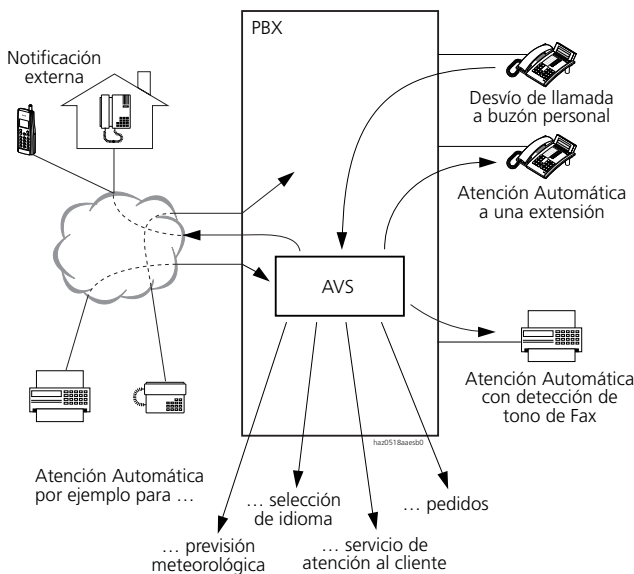 PBX
Notificación
externa
Desvío de llamada
a buzón personal
Atención Automática
a una extensión
AVS
Atención Automática
con detección de
tono de Fax
haz0518aaesb0
Atención Automática
por ejemplo para …
… selección
de idioma
… pedidos
… previsión
meteorológica
… servicio de
atención al cliente